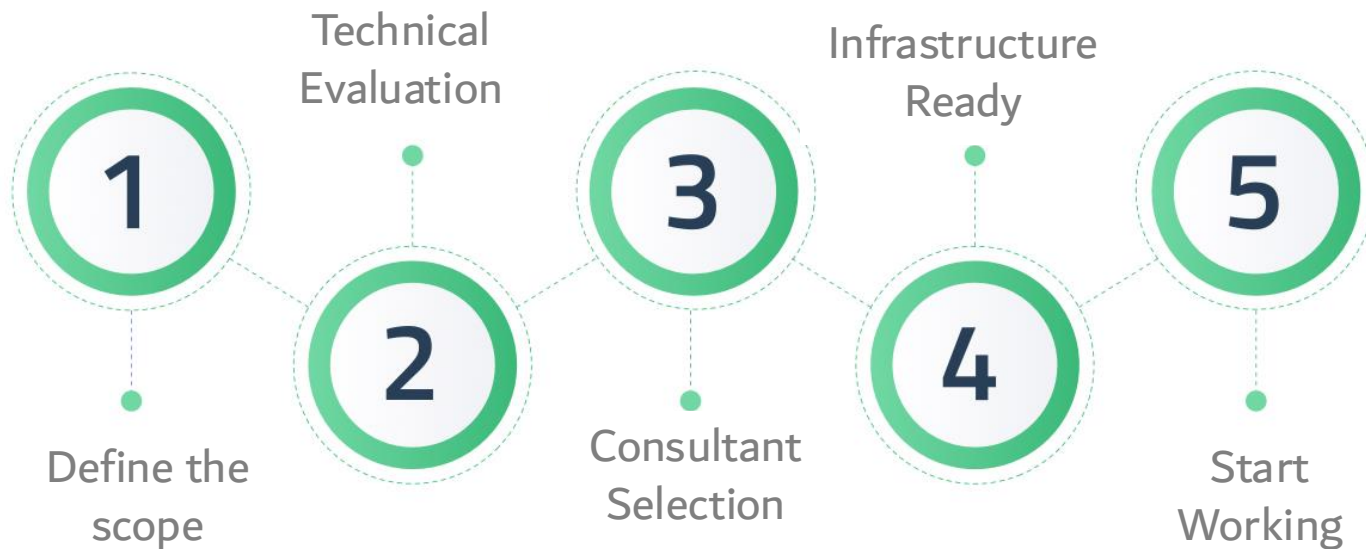 1
Define the
scope
Technical
Evaluation
2
3
Consultant
Selection
Infrastructure
Ready
4
5
Start
Working